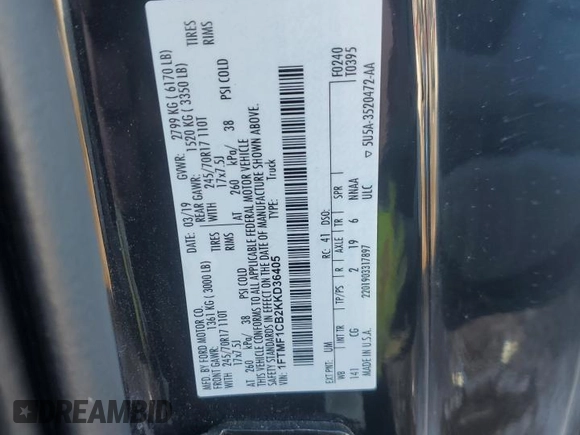 MFD. BY FORD MOTOR CO.
DATE: 03/19 GVWR: 2799 KG ( 6170 LB)
FRONT GAWR: 1361 KG ( 3000 LB) REAR GAWR: 1520 KG ( 3350 LB)
245/70R17 110T TIRES WITH 245/70R17 110T TIRES
17x7.5J RIMS 17x7.5J RIMS
AT 260 kPa/ 38 PSI COLD AT 260 kPa/ 38 PSI COLD
THIS VEHICLE CONFORMS TO ALL APPLICABLE FEDERAL MOTOR VEHICLE
SAFETY STANDARDS IN EFFECT ON THE DATE OF MANUFACTURE SHOWN ABOVE.
VIN: 1FTMF1CB2KKD36405 TYPE: Truck
F0240
T0395
EXT PNT: UM RC: 41 DSO:
WB INT TR TP/PS R AXLE TR SPR
141 CG 2 19 6 NNAA
MADE IN U.S.A. 2201903317897 ULC
▽ 5U5A-3520472-AA
DREAMBID